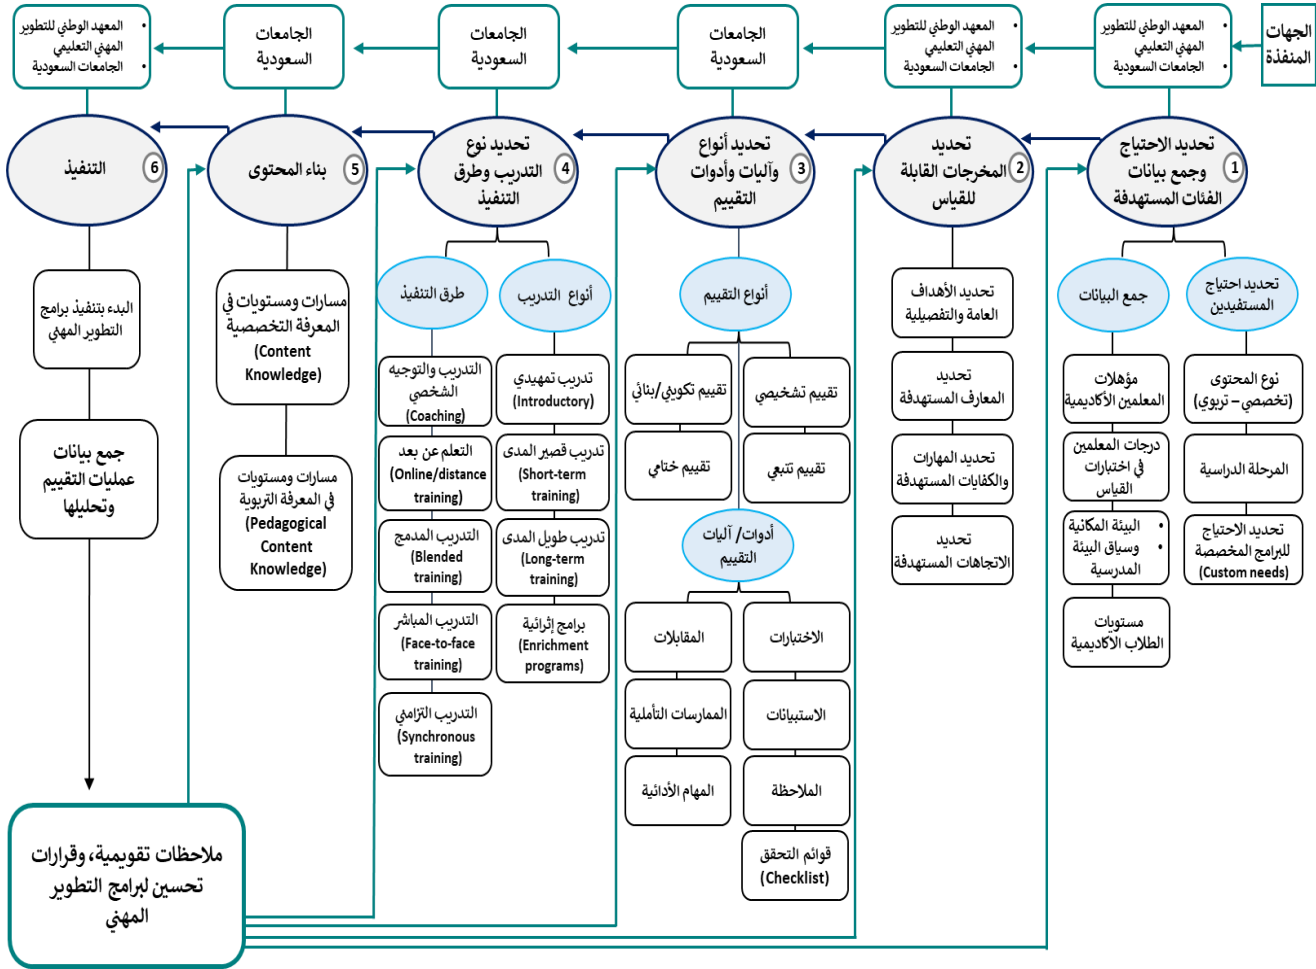 الجهات
المنفذة
• المعهد الوطني للتطوير
المهني التعليمي
• الجامعات السعودية
• المعهد الوطني للتطوير
المهني التعليمي
• الجامعات السعودية
الجامعات
السعودية
الجامعات
السعودية
الجامعات
السعودية
• المعهد الوطني للتطوير
المهني التعليمي
• الجامعات السعودية
1
تحديد الاحتياج
وجمع بيانات
الفئات المستهدفة
2
تحديد
المخرجات القابلة
للقياس
3
تحديد أنواع
وآليات وأدوات
التقييم
4
تحديد نوع
التدريب وطرق
التنفيذ
5
بناء المحتوى
6
التنفيذ
تحديد احتياج
المستفيدين
نوع المحتوى
(تخصصي – تربوي)
المرحلة الدراسية
تحديد الاحتياج
للبرامج المخصصة
(Custom needs)
جمع البيانات
مؤهلات
المعلمين الأكاديمية
درجات المعلمين
في اختبارات
القياس
• البيئة المكانية
• وسياق البيئة
المدرسية
مستويات
الطلاب الأكاديمية
تحديد الأهداف
العامة والتفصيلية
تحديد
المعارف المستهدفة
تحديد المهارات
والكفايات المستهدفة
تحديد
الاتجاهات المستهدفة
أنواع التقييم
تقييم تشخيصي
تقييم تكويني/بنائي
تقييم تتبعي
تقييم ختامي
أدوات/ آليات
التقييم
الاختبارات
المقابلات
الاستبيانات
الممارسات التأملية
الملاحظة
المهام الأدائية
قوائم التحقق
(Checklist)
أنواع التدريب
تدريب تمهيدي
(Introductory)
تدريب قصير المدى
(Short-term
training)
تدريب طويل المدى
(Long-term
training)
برامج إثرائية
(Enrichment
programs)
طرق التنفيذ
التدريب والتوجيه
الشخصي
(Coaching)
التعلم عن بعد
(Online/distance
training)
التدريب المدمج
(Blended
training)
التدريب المباشر
(Face-to-face
training)
التدريب التزامني
(Synchronous
training)
مسارات ومستويات في
المعرفة التخصصية
(Content
Knowledge)
مسارات ومستويات
في المعرفة التربوية
(Pedagogical
Content
Knowledge)
البدء بتنفيذ برامج
التطوير المهني
جمع بيانات
عمليات التقييم
وتحليلها
ملاحظات تقويمية، وقرارات
تحسين لبرامج التطوير
المهني